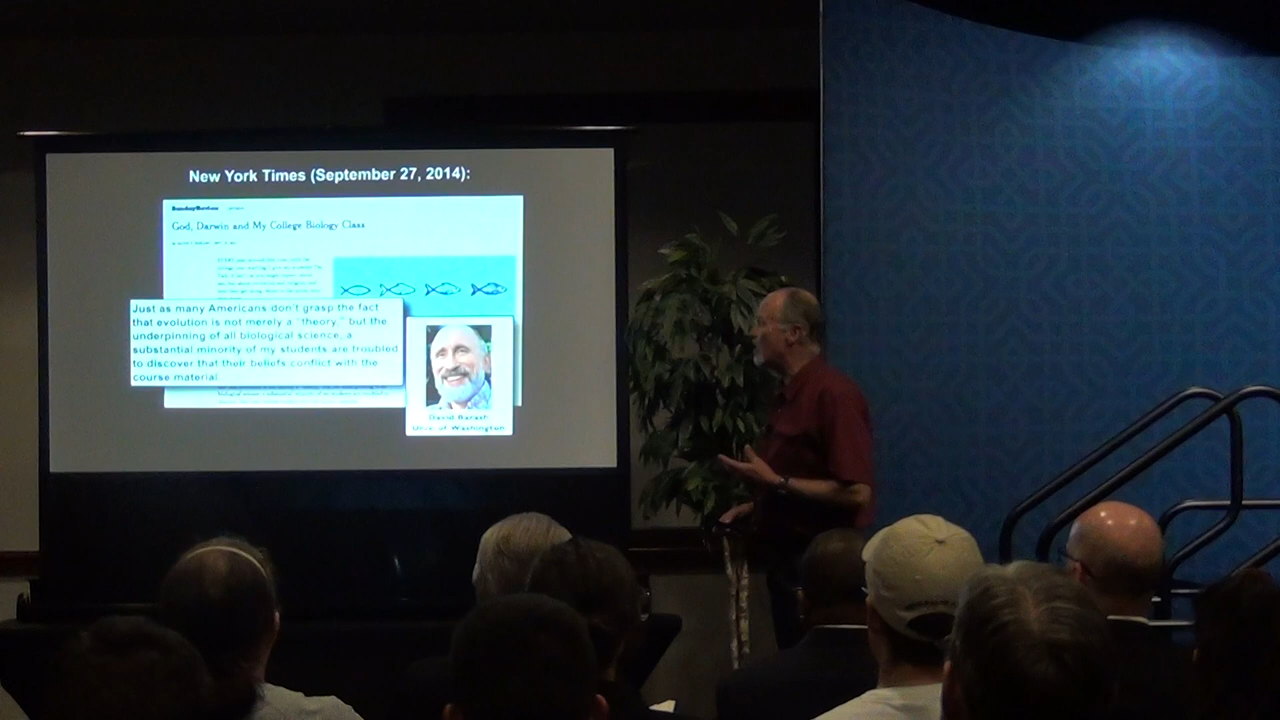 New York Times (September 27, 2014):
SundayReview
God, Darwin and My College Biology Class
Just as many Americans don't grasp the fact
that evolution is not merely a "theory," but the
underpinning of all biological science, a
substantial minority of my students are troubled
to discover that their beliefs conflict with the
course material
David Barash
Univ. of Washington